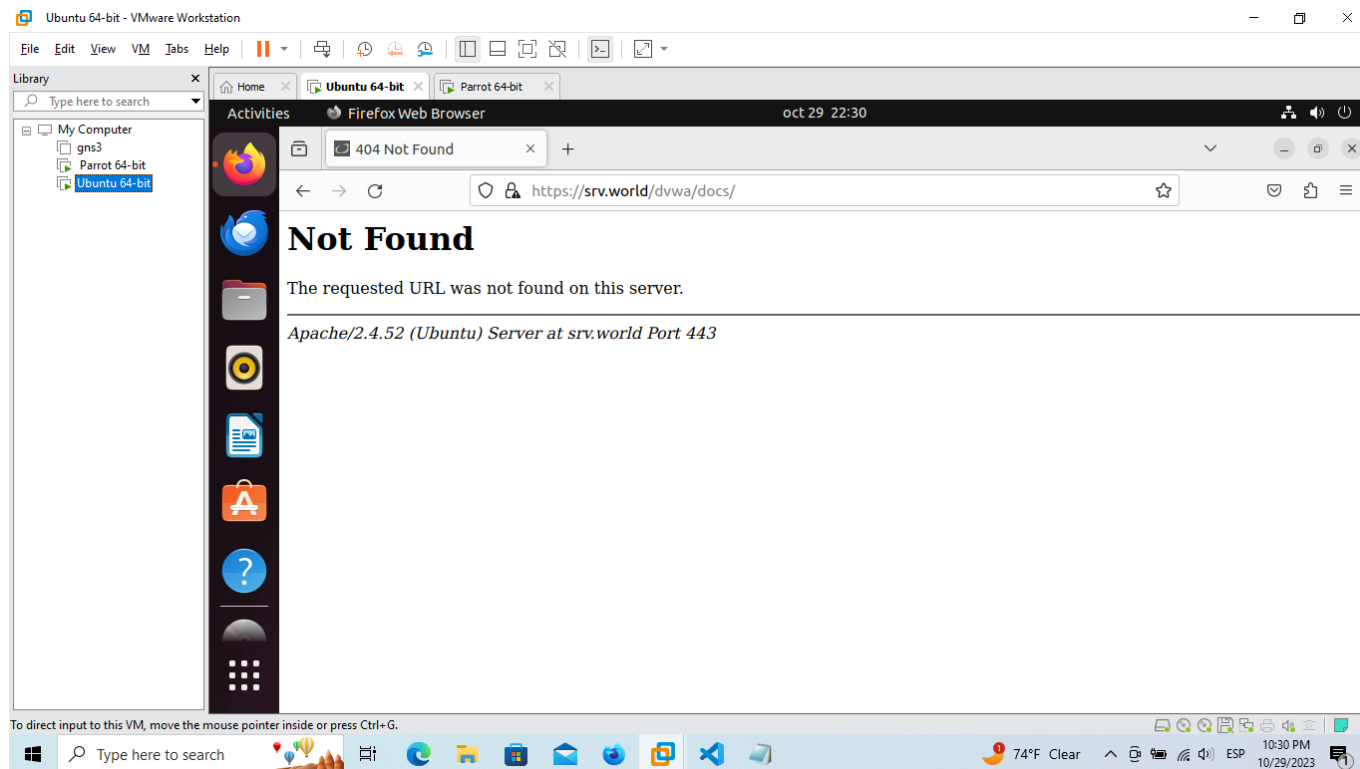 Ubuntu 64-bit - VMware Workstation
File Edit View VM Tabs Help
Library
Type here to search
My Computer
gns3
Parrot 64-bit
Ubuntu 64-bit
Home Ubuntu 64-bit Parrot 64-bit
Activities Firefox Web Browser oct 29 22:30
404 Not Found
https://srv.world/dvwa/docs/
Not Found
The requested URL was not found on this server.
Apache/2.4.52 (Ubuntu) Server at srv.world Port 443
To direct input to this VM, move the mouse pointer inside or press Ctrl+G.
Type here to search
74°F Clear ESP 10:30 PM
10/29/2023